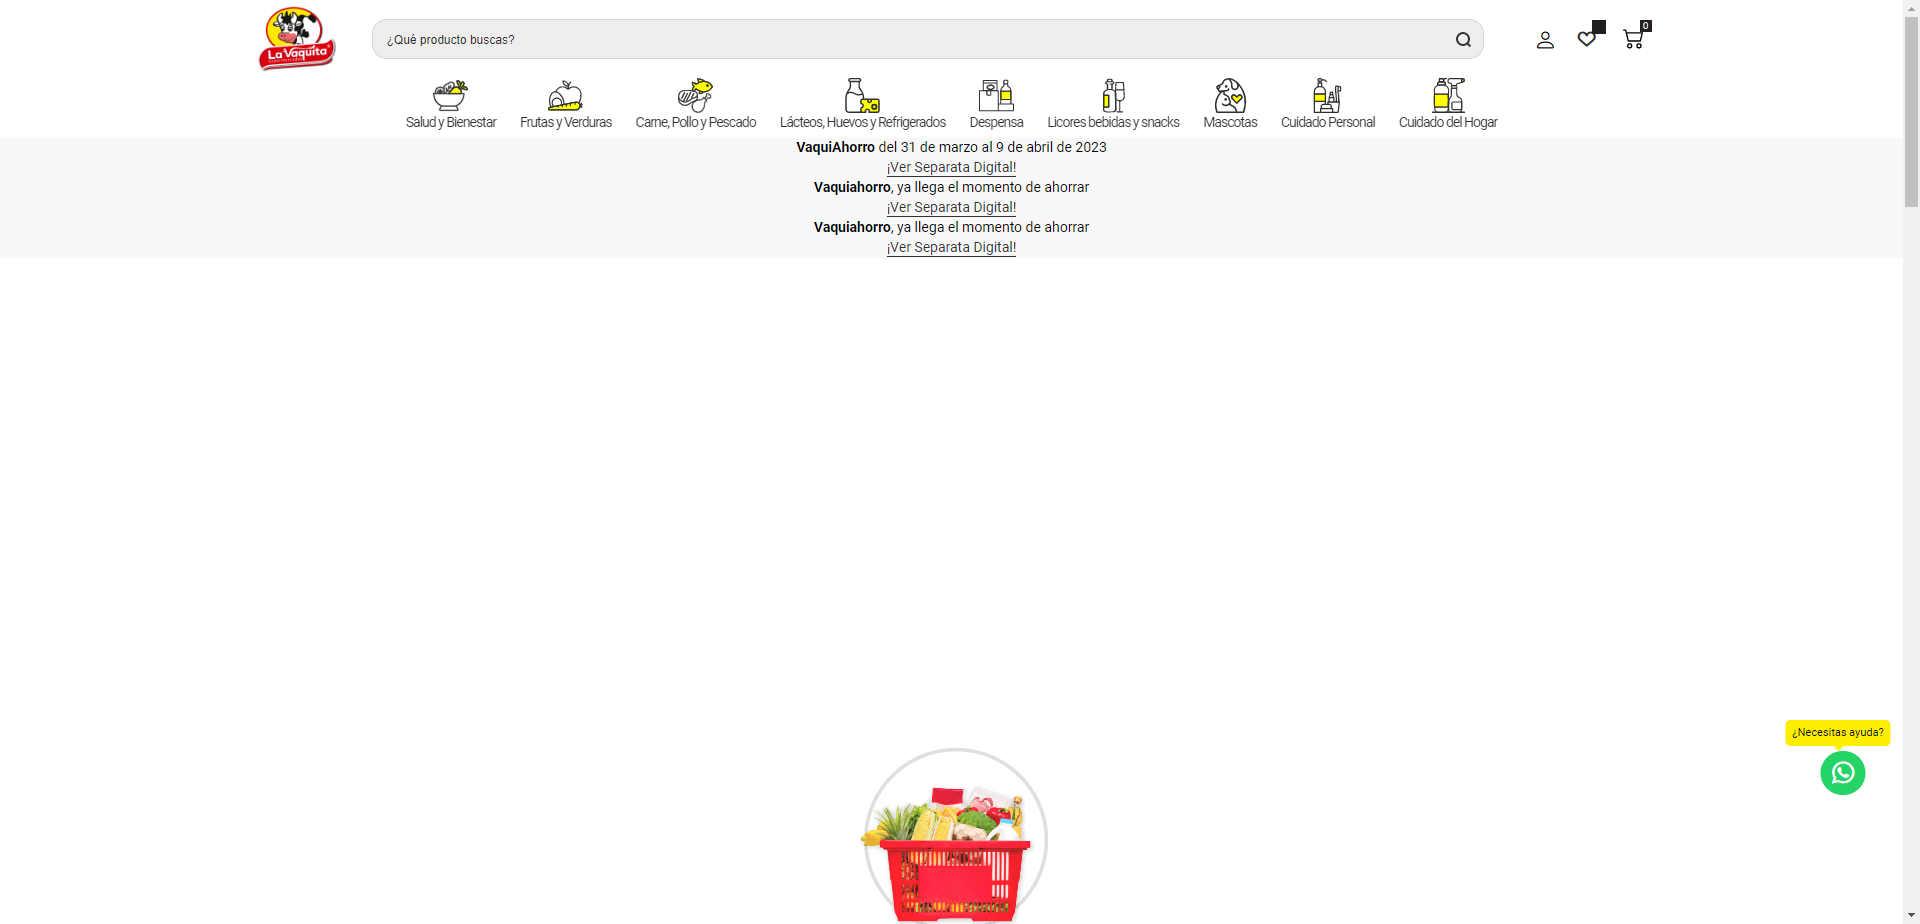 La Vaquita
¿Qué producto buscas?
0
Salud y Bienestar
Frutas y Verduras
Carne, Pollo y Pescado
Lácteos, Huevos y Refrigerados
Despensa
Licores bebidas y snacks
Mascotas
Cuidado Personal
Cuidado del Hogar
VaquiAhorro del 31 de marzo al 9 de abril de 2023
¡Ver Separata Digital!
Vaquiahorro, ya llega el momento de ahorrar
¡Ver Separata Digital!
Vaquiahorro, ya llega el momento de ahorrar
¡Ver Separata Digital!
¿Necesitas ayuda?